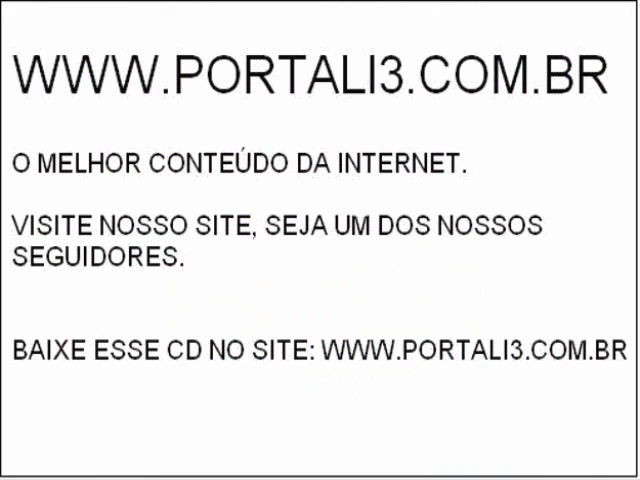 WWW.PORTALI3.COM.BR
O MELHOR CONTEÚDO DA INTERNET.
VISITE NOSSO SITE, SEJA UM DOS NOSSOS
SEGUIDORES.
BAIXE ESSE CD NO SITE: WWW.PORTALI3.COM.BR